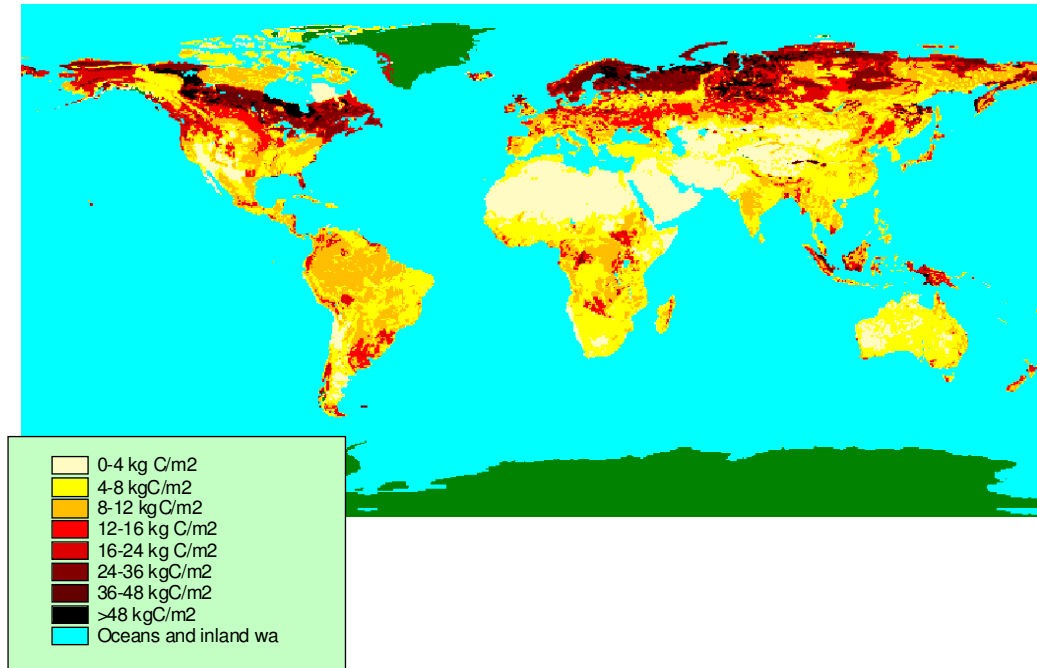 0-4 kg C/m2
4-8 kgC/m2
8-12 kgC/m2
12-16 kg C/m2
16-24 kg C/m2
24-36 kgC/m2
36-48 kgC/m2
>48 kgC/m2
Oceans and inland wa